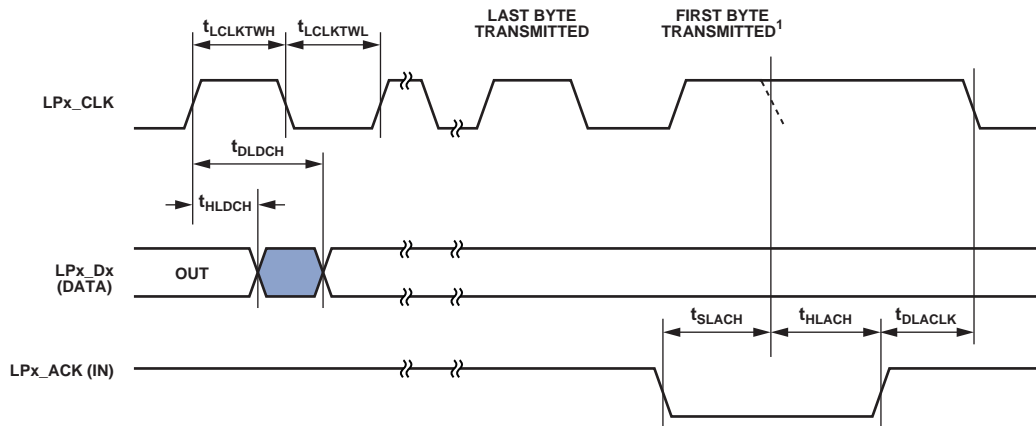 LAST BYTE
TRANSMITTED
FIRST BYTE
TRANSMITTED1
tLCLKTWH
tLCLKTWL
LPx_CLK
tDLDCH
tHLDCH
LPx_Dx
(DATA)
OUT
tSLACH
tHLACH
tDLACLK
LPx_ACK (IN)